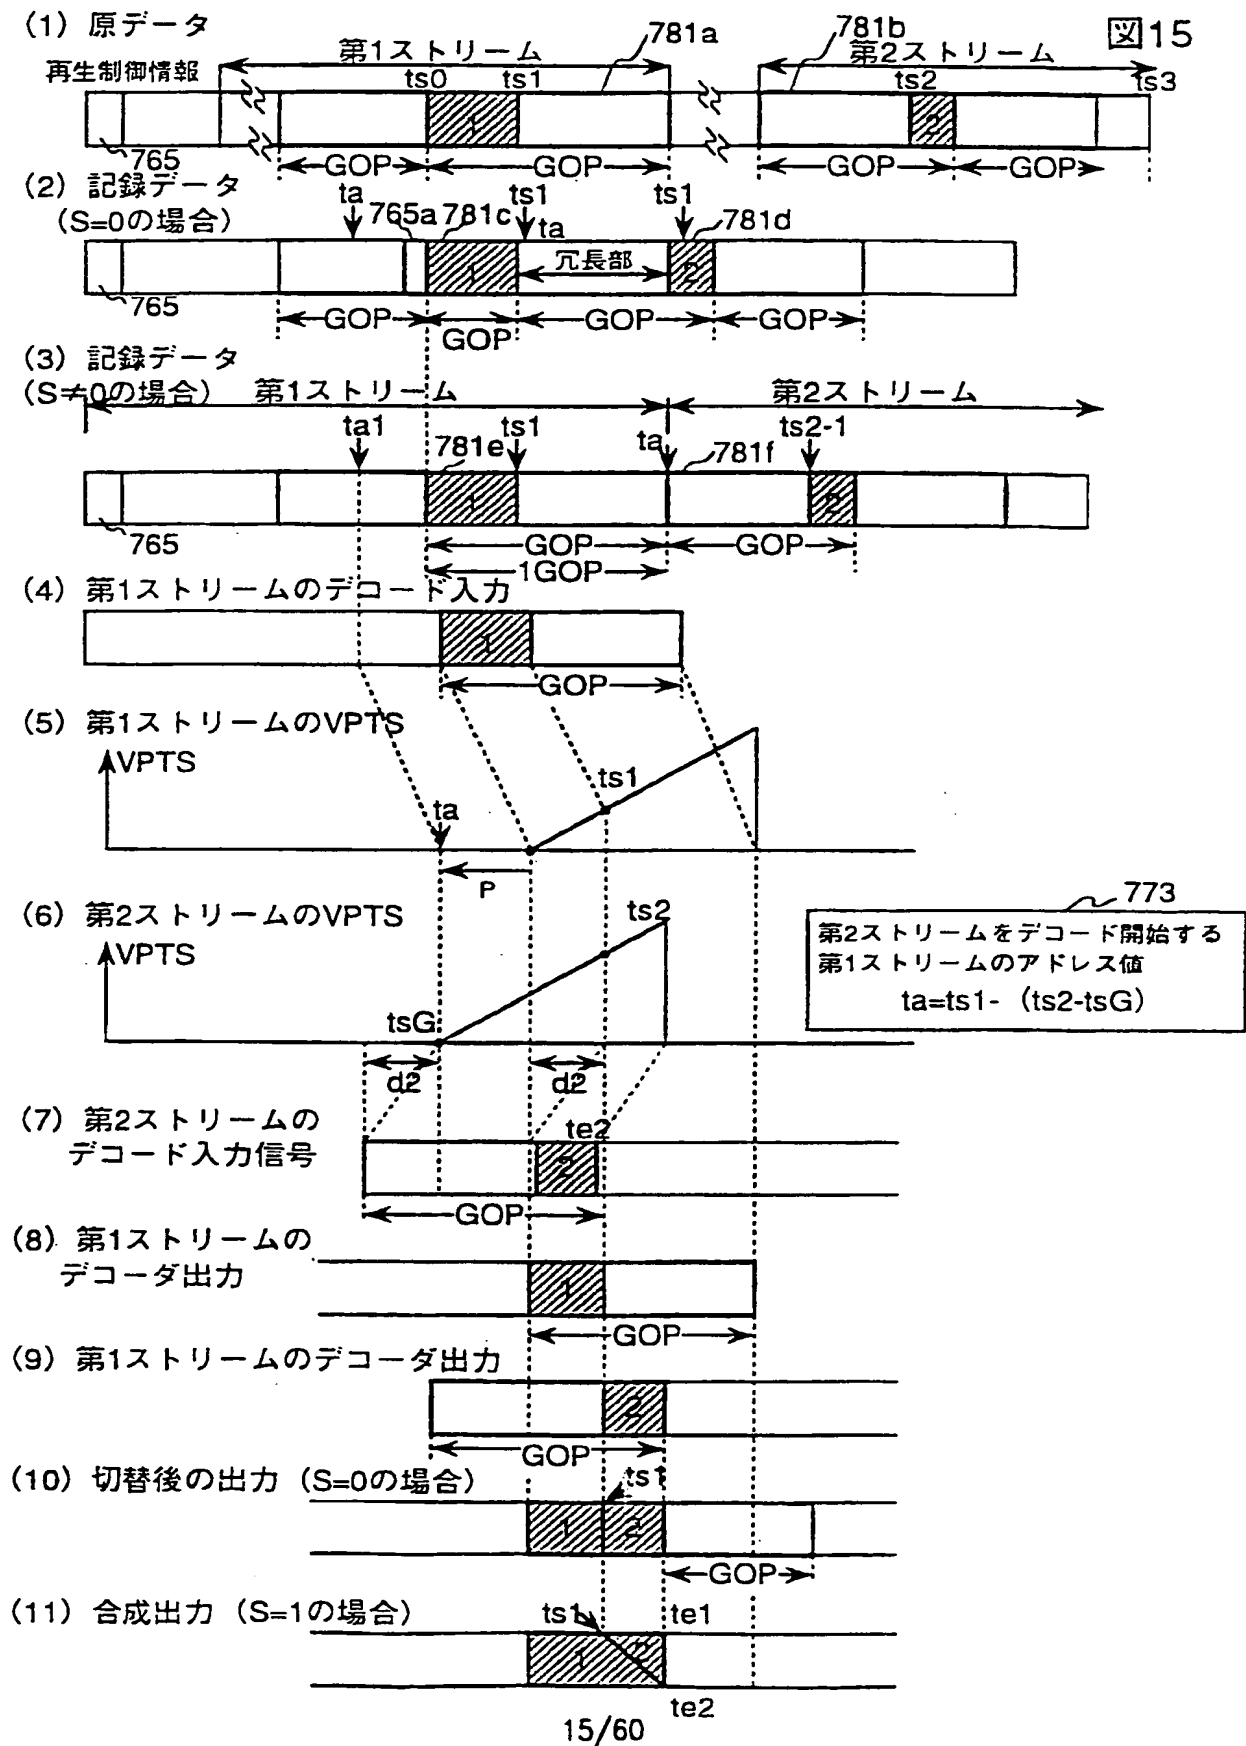 図15
(1) 原データ
再生制御情報
第1ストリーム
781a
781b
第2ストリーム
ts0
ts1
ts2
ts3
1
2
765
GOP
GOP
GOP
GOP
(2) 記録データ
(S=0の場合)
ta
765a
781c
ts1
ta
ts1
781d
1
冗長部
2
765
GOP
GOP
GOP
GOP
(3) 記録データ
(S≠0の場合)
第1ストリーム
第2ストリーム
ta1
781e
ts1
ta
781f
ts2-1
1
2
765
GOP
GOP
1GOP
(4) 第1ストリームのデコード入力
1
GOP
(5) 第1ストリームのVPTS
VPTS
ta
ts1
P
(6) 第2ストリームのVPTS
VPTS
ts2
tsG
773
第2ストリームをデコード開始する
第1ストリームのアドレス値
ta=ts1- (ts2-tsG)
d2
d2
(7) 第2ストリームの
デコード入力信号
te2
2
GOP
(8) 第1ストリームの
デコーダ出力
1
GOP
(9) 第1ストリームのデコーダ出力
2
GOP
(10) 切替後の出力 (S=0の場合)
ts1
1
2
GOP
(11) 合成出力 (S=1の場合)
ts1
te1
1
2
te2
15/60